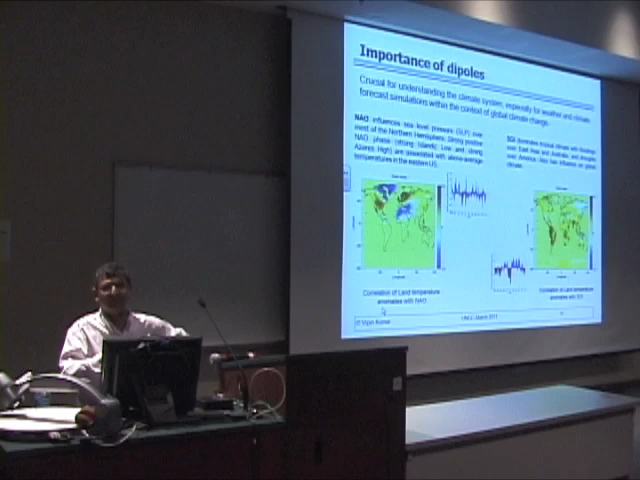 Importance of dipoles
Crucial for understanding the climate system, especially for weather and climate
forecast simulations within the context of global climate change.
NAO influences sea level pressure (SLP) over
most of the Northern Hemisphere. Strong positive
NAO phase (strong Islandic Low and strong
Azores High) are associated with above-average
temperatures in the eastern US.
SOI dominates tropical climate with floodings
over East Asia and Australia, and droughts
over America. Also has influence on global
climate.
Correlation of Land temperature
anomalies with NAO
Correlation of Land temperature
anomalies with SOI
© Vipin Kumar
March 2011